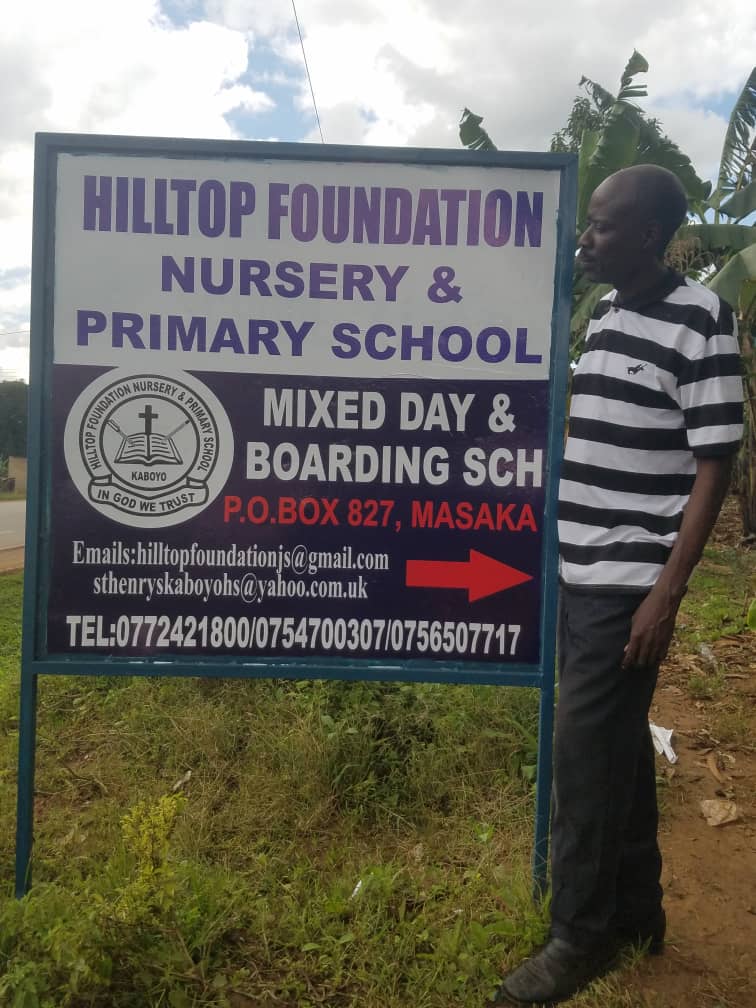 HILLTOP FOUNDATION
NURSERY &
PRIMARY SCHOOL
HILLTOP FOUNDATION NURSERY & PRIMARY SCHOOL
KABOYO
IN GOD WE TRUST
MIXED DAY &
BOARDING SCH
P.O.BOX 827, MASAKA
Emails:hilltopfoundationjs@gmail.com
sthenryskaboyohs@yahoo.com.uk
TEL:0772421800/0754700307/0756507717